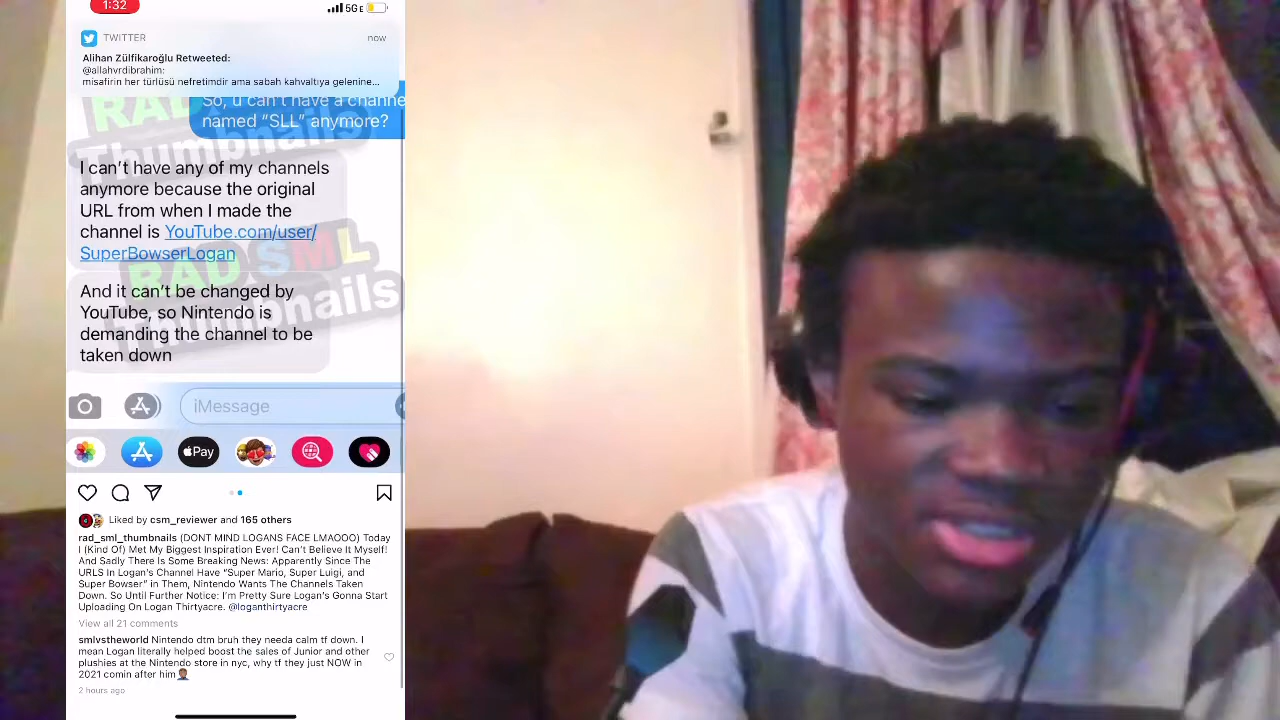 1:32
5G E
TWITTER
now
Alihan Zülfikaroğlu Retweeted:
@allahvrdibrahim:
misafirin her türlüsü nefretimdir ama sabah kahvaltıya gelenine...
So, u can't have a channe
named “SLL” anymore?
RAD
Thumbnails
I can’t have any of my channels
anymore because the original
URL from when I made the
channel is YouTube.com/user/
SuperBowserLogan
RAD SML
Thumbnails
And it can’t be changed by
YouTube, so Nintendo is
demanding the channel to be
taken down
iMessage
Pay
Liked by csm_reviewer and 165 others
rad_sml_thumbnails (DONT MIND LOGANS FACE LMAOOO) Today
I (Kind Of) Met My Biggest Inspiration Ever! Can’t Believe It Myself!
And Sadly There Is Some Breaking News: Apparently Since The
URLS In Logan’s Channel Have “Super Mario, Super Luigi, and
Super Bowser” in Them, Nintendo Wants The Channels Taken
Down. So Until Further Notice: I’m Pretty Sure Logan’s Gonna Start
Uploading On Logan Thirtyacre. @loganthirtyacre
View all 21 comments
smlvstheworld Nintendo dtm bruh they needa calm tf down. I
mean Logan literally helped boost the sales of Junior and other
plushies at the Nintendo store in nyc, why tf they just NOW in
2021 comin after him🤦🏾‍♂️
2 hours ago